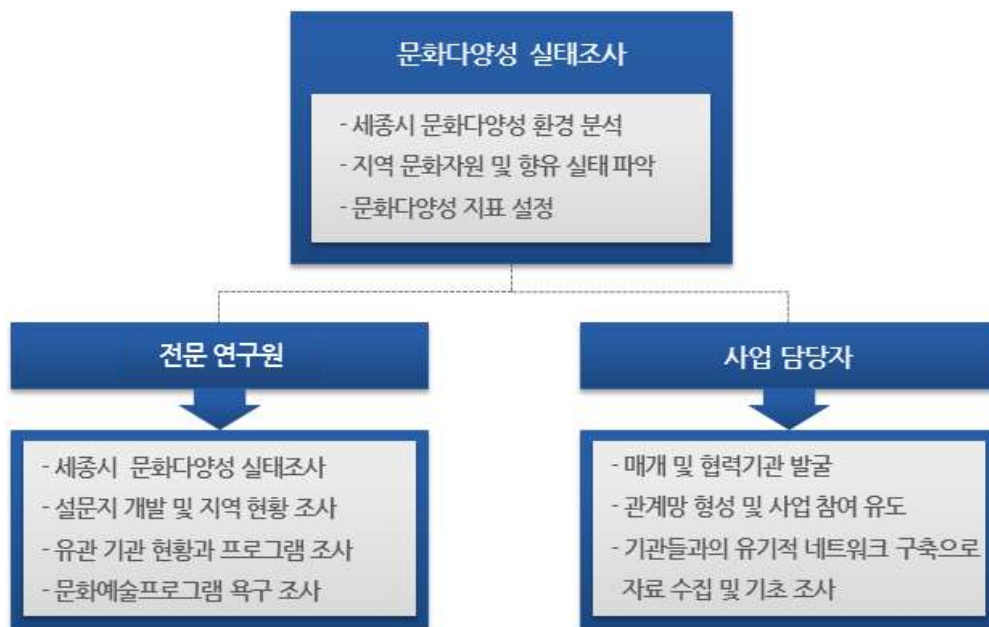 문화다양성 실태조사
- 세종시 문화다양성 환경 분석
- 지역 문화자원 및 향유 실태 파악
- 문화다양성 지표 설정
전문 연구원
- 세종시 문화다양성 실태조사
- 설문지 개발 및 지역 현황 조사
- 유관 기관 현황과 프로그램 조사
- 문화예술프로그램 욕구 조사
사업 담당자
- 매개 및 협력기관 발굴
- 관계망 형성 및 사업 참여 유도
- 기관들과의 유기적 네트워크 구축으로
자료 수집 및 기초 조사